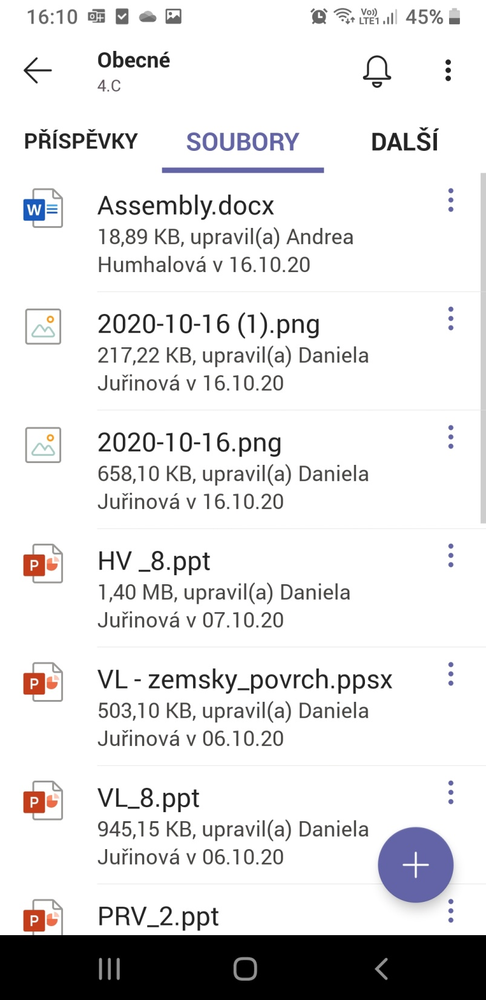 16:10
Vo))
LTE1
45%
Obecné
4.C
PŘÍSPĚVKY SOUBORY DALŠÍ
Assembly.docx
18,89 KB, upravil(a) Andrea
Humhalová v 16.10.20
2020-10-16 (1).png
217,22 KB, upravil(a) Daniela
Juřinová v 16.10.20
2020-10-16.png
658,10 KB, upravil(a) Daniela
Juřinová v 16.10.20
HV _8.ppt
1,40 MB, upravil(a) Daniela
Juřinová v 07.10.20
VL - zemsky_povrch.ppsx
503,10 KB, upravil(a) Daniela
Juřinová v 06.10.20
VL_8.ppt
945,15 KB, upravil(a) Daniela
Juřinová v 06.10.20
PRV_2.ppt